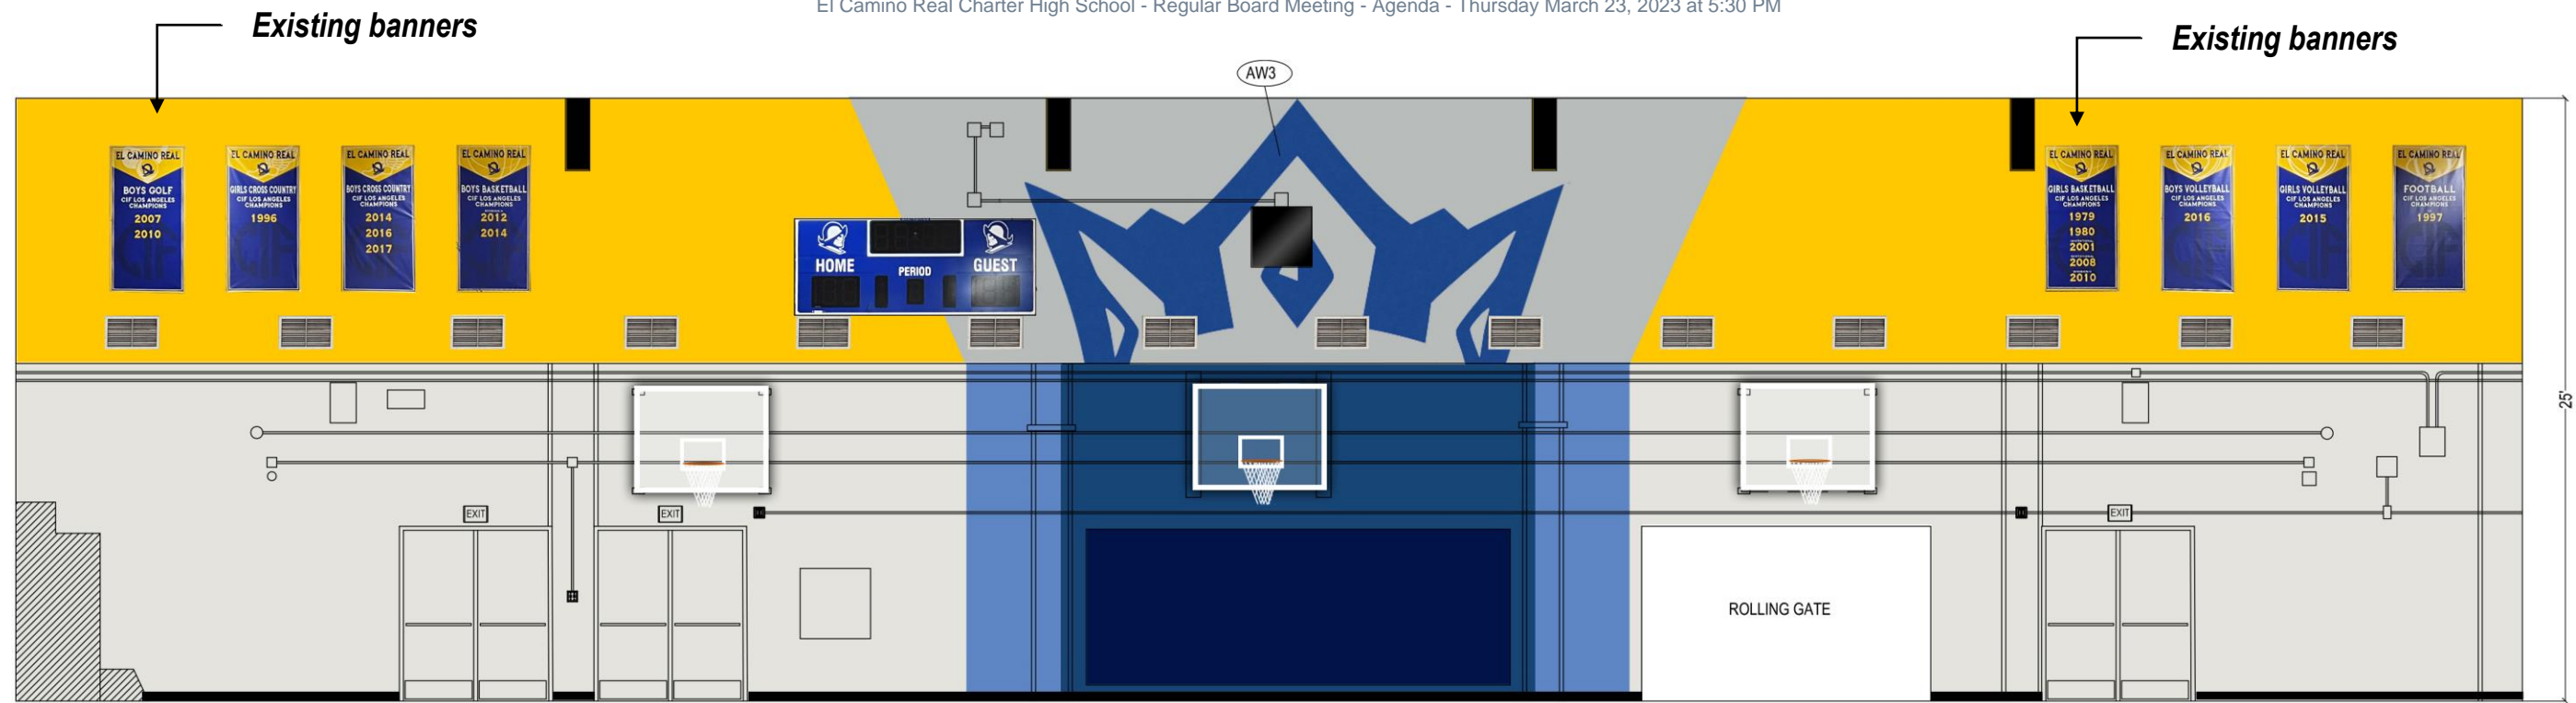 El Camino Real Charter High School - Regular Board Meeting - Agenda - Thursday March 23, 2023 at 5:30 PM
Existing banners
Existing banners
AW3
EL CAMINO REAL
BOYS GOLF
CIF LOS ANGELES
CHAMPIONS
2007
2010
EL CAMINO REAL
GIRLS CROSS COUNTRY
CIF LOS ANGELES
CHAMPIONS
1996
EL CAMINO REAL
BOYS CROSS COUNTRY
CIF LOS ANGELES
CHAMPIONS
2014
2016
2017
EL CAMINO REAL
BOYS BASKETBALL
CIF LOS ANGELES
CHAMPIONS
2012
2014
HOME
PERIOD
GUEST
EL CAMINO REAL
GIRLS BASKETBALL
CIF LOS ANGELES
CHAMPIONS
1979
1980
2001
2008
2010
EL CAMINO REAL
BOYS VOLLEYBALL
CIF LOS ANGELES
CHAMPIONS
2016
EL CAMINO REAL
GIRLS VOLLEYBALL
CIF LOS ANGELES
CHAMPIONS
2015
EL CAMINO REAL
FOOTBALL
CIF LOS ANGELES
CHAMPIONS
1997
25'
EXIT
EXIT
EXIT
ROLLING GATE